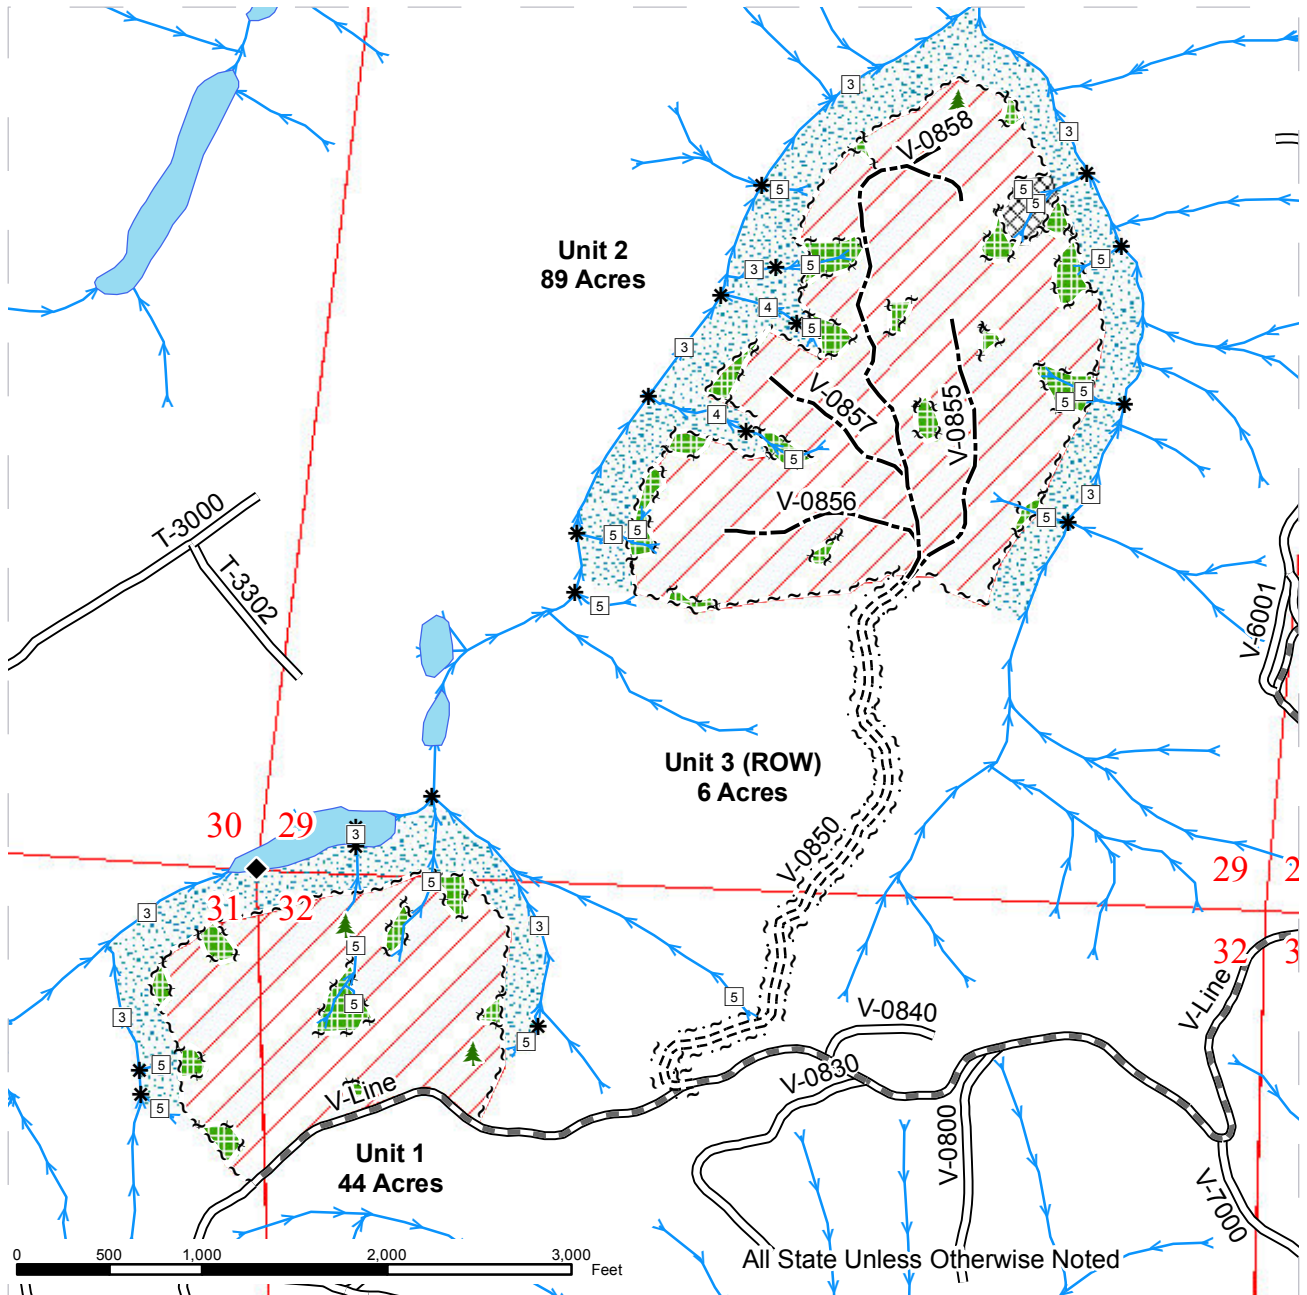 3
3
V-0858
5
5
5
5
Unit 2
89 Acres
3
5
4
5
3
V-0857
V-0855
5
5
4
5
V-0856
3
5
5
5
5
T-3000
T-3302
V-6001
Unit 3 (ROW)
6 Acres
V-0850
30
29
3
31
32
5
3
3
5
5
3
5
5
5
5
29
2
32
3
V-Line
V-0840
V-0830
V-Line
V-0800
V-7000
Unit 1
44 Acres
0
500
1,000
2,000
3,000
Feet
All State Unless Otherwise Noted